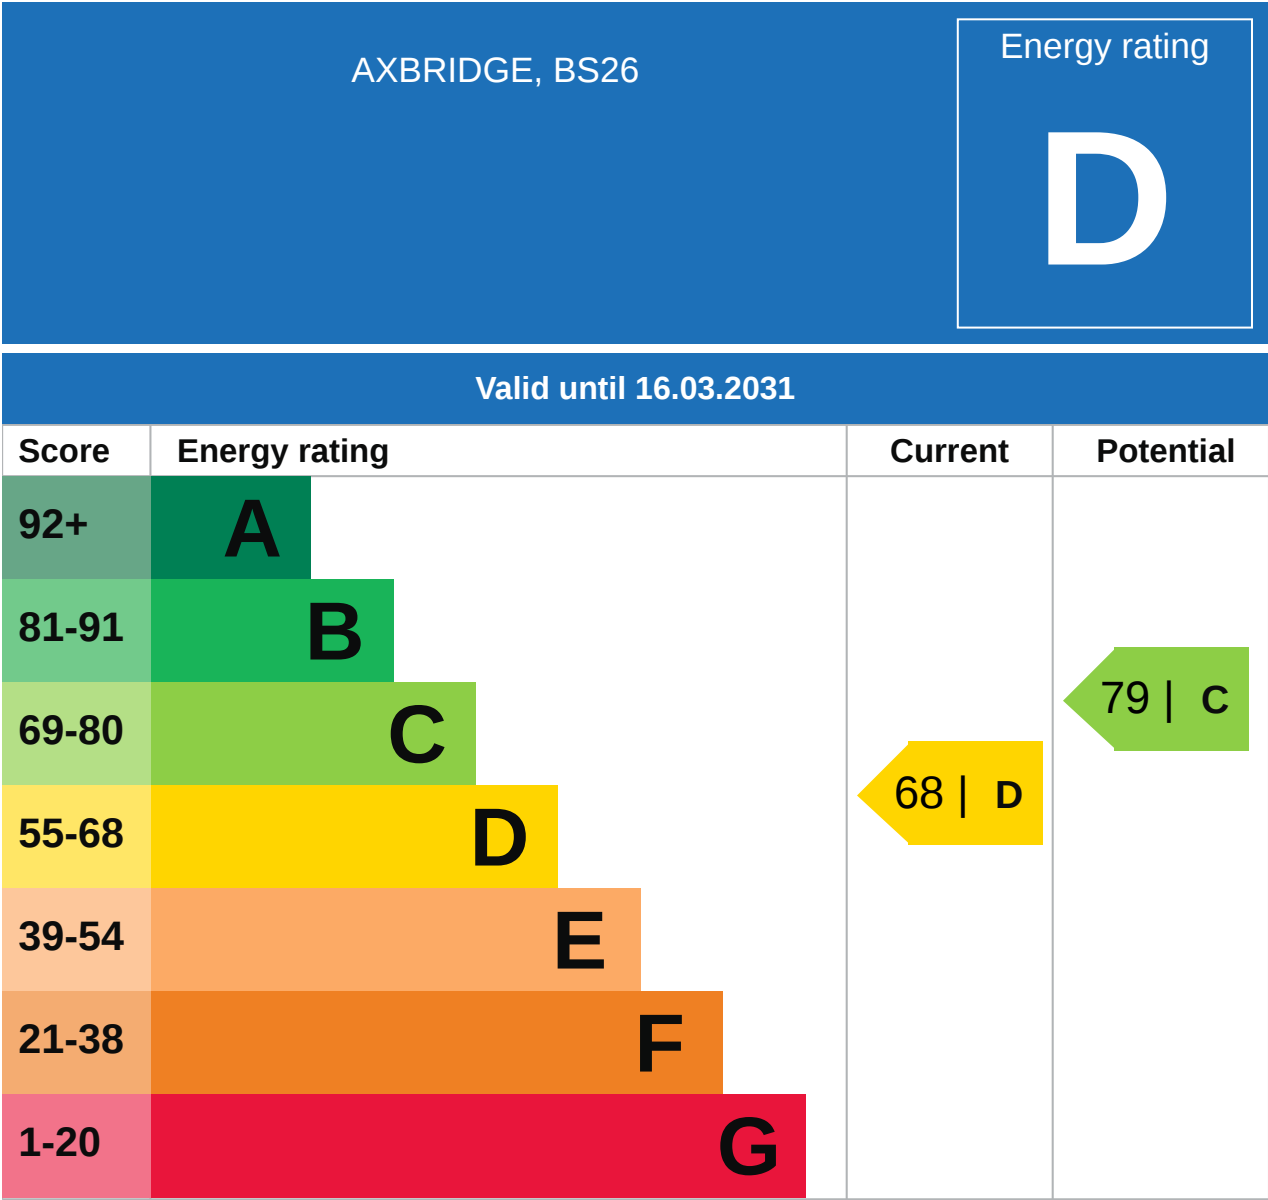 AXBRIDGE, BS26
Energy rating
D
Valid until 16.03.2031
Score Energy rating Current Potential
92+ A
81-91 B
69-80 C
79 | C
55-68 D
68 | D
39-54 E
21-38 F
1-20 G